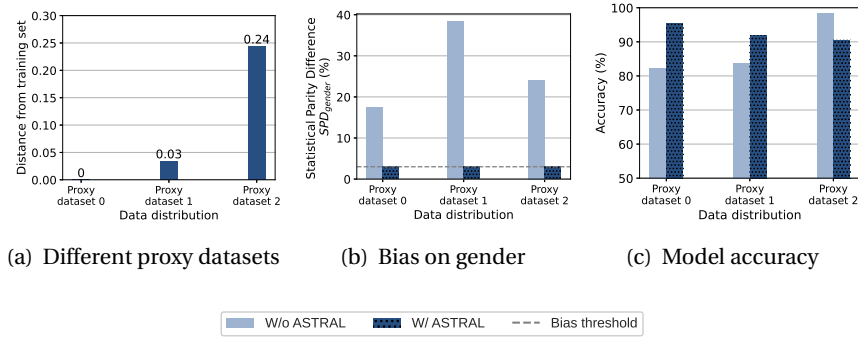 0.30
0.25
0.20
0.15
0.10
0.05
0.00
Distance from training set
0
0.03
0.24
Proxy
dataset 0
Proxy
dataset 1
Proxy
dataset 2
Data distribution
(a) Different proxy datasets
40
30
20
10
0
Statistical Parity Difference
SPD_gender (%)
Proxy
dataset 0
Proxy
dataset 1
Proxy
dataset 2
Data distribution
(b) Bias on gender
100
90
80
70
60
50
Accuracy (%)
Proxy
dataset 0
Proxy
dataset 1
Proxy
dataset 2
Data distribution
(c) Model accuracy
W/o ASTRAL
W/ ASTRAL
Bias threshold